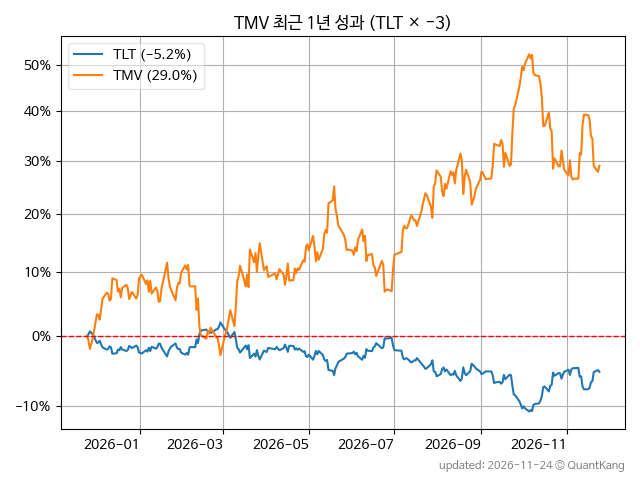 TMV 최근 1년 성과 (TLT × −3)
TLT (−5.2%)
TMV (29.0%)
50%
40%
30%
20%
10%
0%
−10%
2026-01 2026-03 2026-05 2026-07 2026-09 2026-11
updated: 2026-11-24 © QuantKang